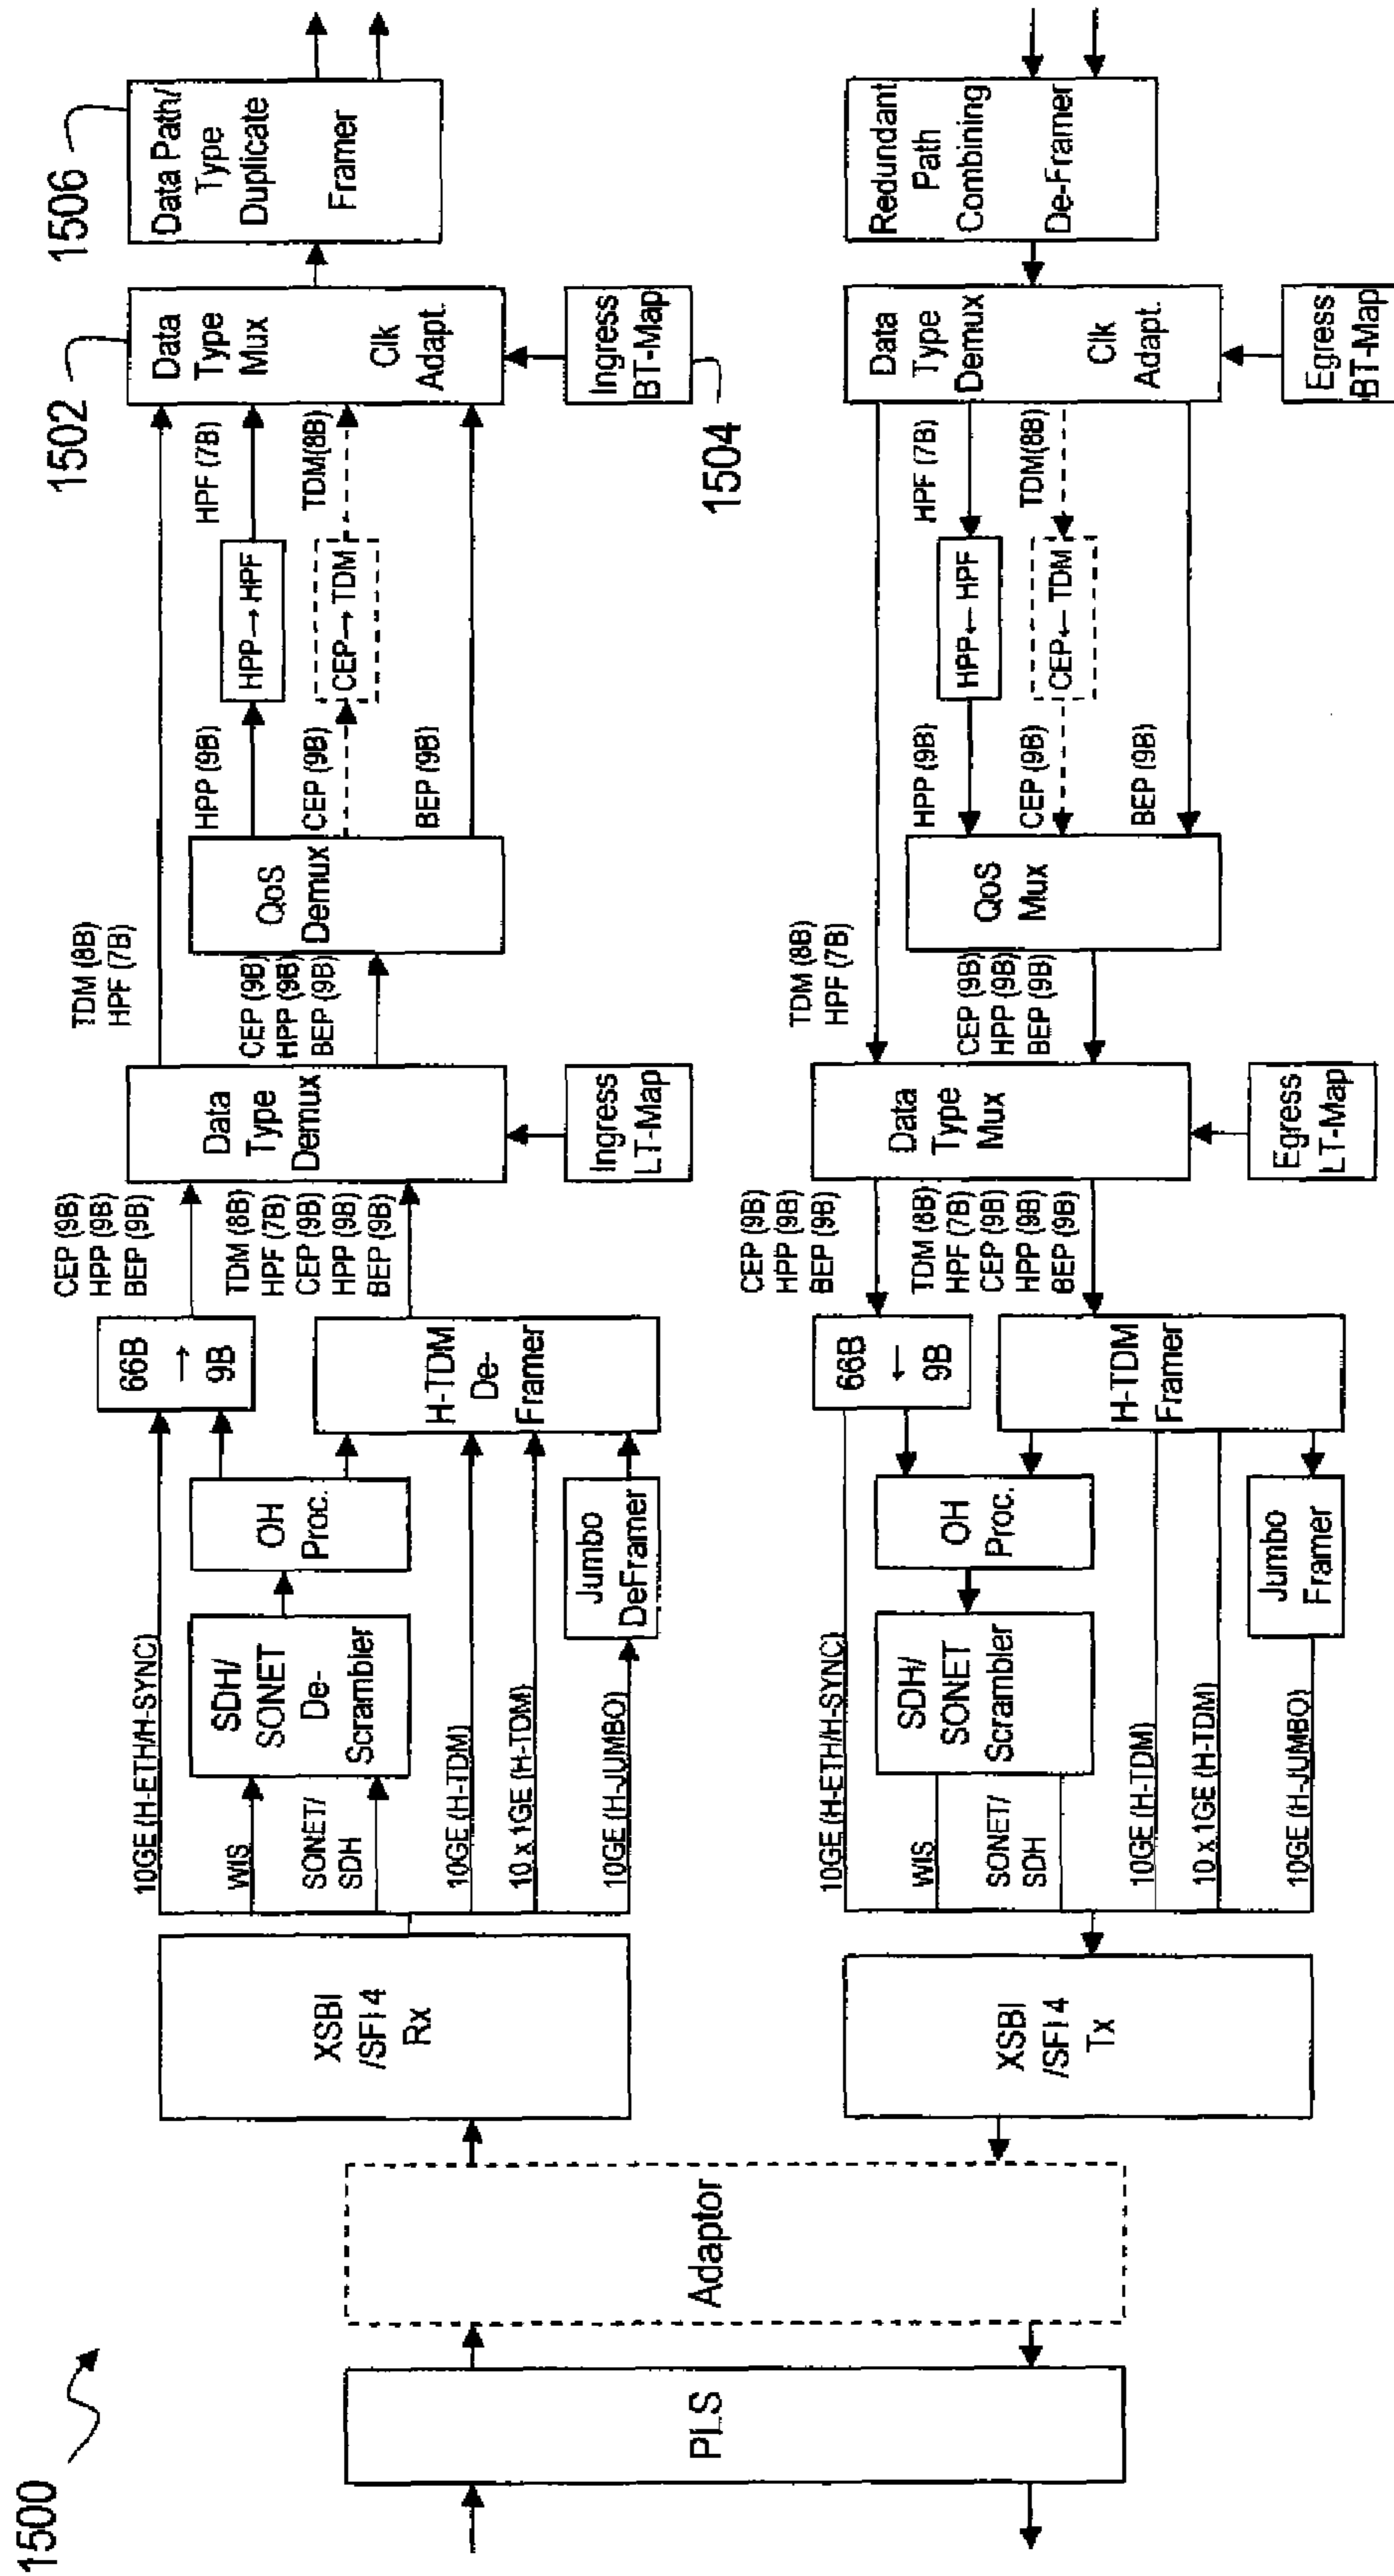 1500
PLS
Adaptor
XSBI
/SFI 4
Rx
10GE (H-ETH/H-SYNC)
WIS
SONET/
SDH
10GE (H-TDM)
10 x 1GE (H-TDM)
10GE (H-JUMBO)
SDH/
SONET
De-
Scrambler
OH
Proc.
Jumbo
DeFramer
66B
→
9B
H-TDM
De-
Framer
CEP (9B)
HPP (9B)
BEP (9B)
TDM (8B)
HPF (7B)
CEP (9B)
HPP (9B)
BEP (9B)
Data
Type
Demux
Ingress
LT-Map
TDM (8B)
HPF (7B)
CEP (9B)
HPP (9B)
BEP (9B)
QoS
Demux
HPP (9B)
CEP (9B)
BEP (9B)
HPP→HPF
CEP→TDM
HPF (7B)
TDM(8B)
1502
Data
Type
Mux
Clk
Adapt.
Ingress
BT-Map
1504
1506
Data Path/
Type
Duplicate
Framer
XSBI
/SFI 4
Tx
10GE (H-ETH/H-SYNC)
WIS
SONET/
SDH
10GE (H-TDM)
10 x 1GE (H-TDM)
10GE (H-JUMBO)
SDH/
SONET
Scrambler
OH
Proc.
Jumbo
Framer
66B
←
9B
H-TDM
Framer
CEP (9B)
HPP (9B)
BEP (9B)
TDM (8B)
HPF (7B)
CEP (9B)
HPP (9B)
BEP (9B)
Data
Type
Mux
Egress
LT-Map
TDM (8B)
HPF (7B)
CEP (9B)
HPP (9B)
BEP (9B)
QoS
Mux
HPP (9B)
CEP (9B)
BEP (9B)
HPP←HPF
CEP←TDM
HPF (7B)
TDM(8B)
Data
Type
Demux
Clk
Adapt.
Egress
BT-Map
Redundant
Path
Combining
De-Framer